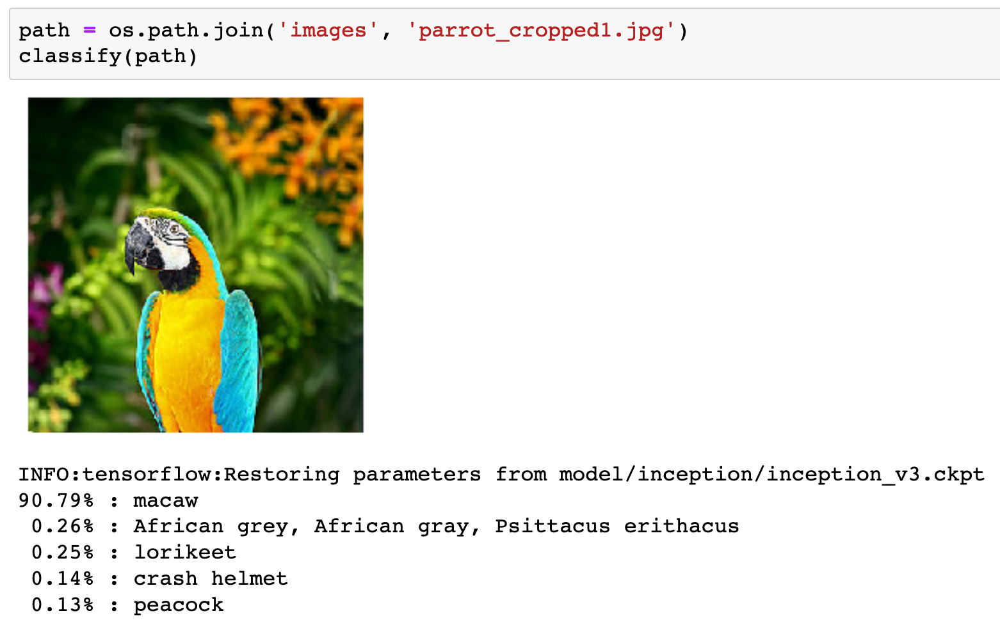 path = os.path.join('images', 'parrot_cropped1.jpg')
classify(path)
INFO:tensorflow:Restoring parameters from model/inception/inception_v3.ckpt
90.79% : macaw
 0.26% : African grey, African gray, Psittacus erithacus
 0.25% : lorikeet
 0.14% : crash helmet
 0.13% : peacock